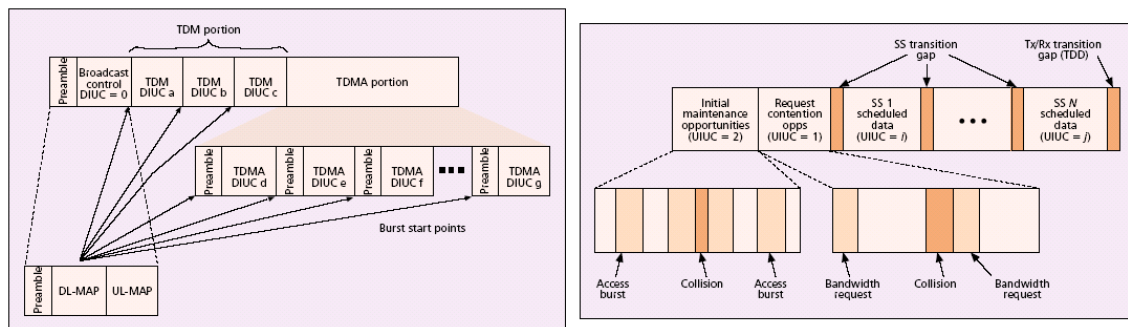 TDM portion
Preamble
Broadcast
control
DIUC = 0
TDM
DIUC a
TDM
DIUC b
TDM
DIUC c
TDMA portion
Preamble
TDMA
DIUC d
Preamble
TDMA
DIUC e
Preamble
TDMA
DIUC f
Preamble
TDMA
DIUC g
Burst start points
Preamble
DL-MAP
UL-MAP
SS transition
gap
Tx/Rx transition
gap (TDD)
Initial
maintenance
opportunities
(UIUC = 2)
Request
contention
opps
(UIUC = 1)
SS 1
scheduled
data
(UIUC = i)
SS N
scheduled
data
(UIUC = j)
Access
burst
Collision
Access
burst
Bandwidth
request
Collision
Bandwidth
request